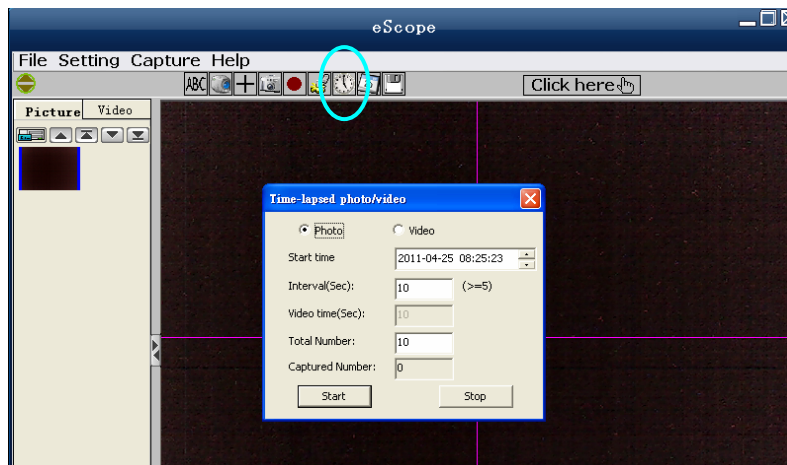 eScope
File Setting Capture Help
ABC Click here
Picture Video
Time-lapsed photo/video
Photo Video
Start time 2011-04-25 08:25:23
Interval(Sec): 10 (>=5)
Video time(Sec): 10
Total Number: 10
Captured Number: 0
Start Stop